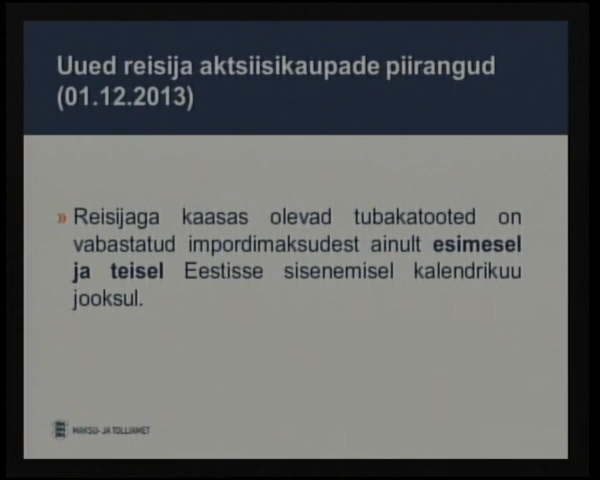 Uued reisija aktsiisikaupade piirangud
(01.12.2013)
» Reisijaga kaasas olevad tubakatooted on
vabastatud impordimaksudest ainult esimesel
ja teisel Eestisse sisenemisel kalendrikuu
jooksul.
MAKSU- JA TOLLIAMET